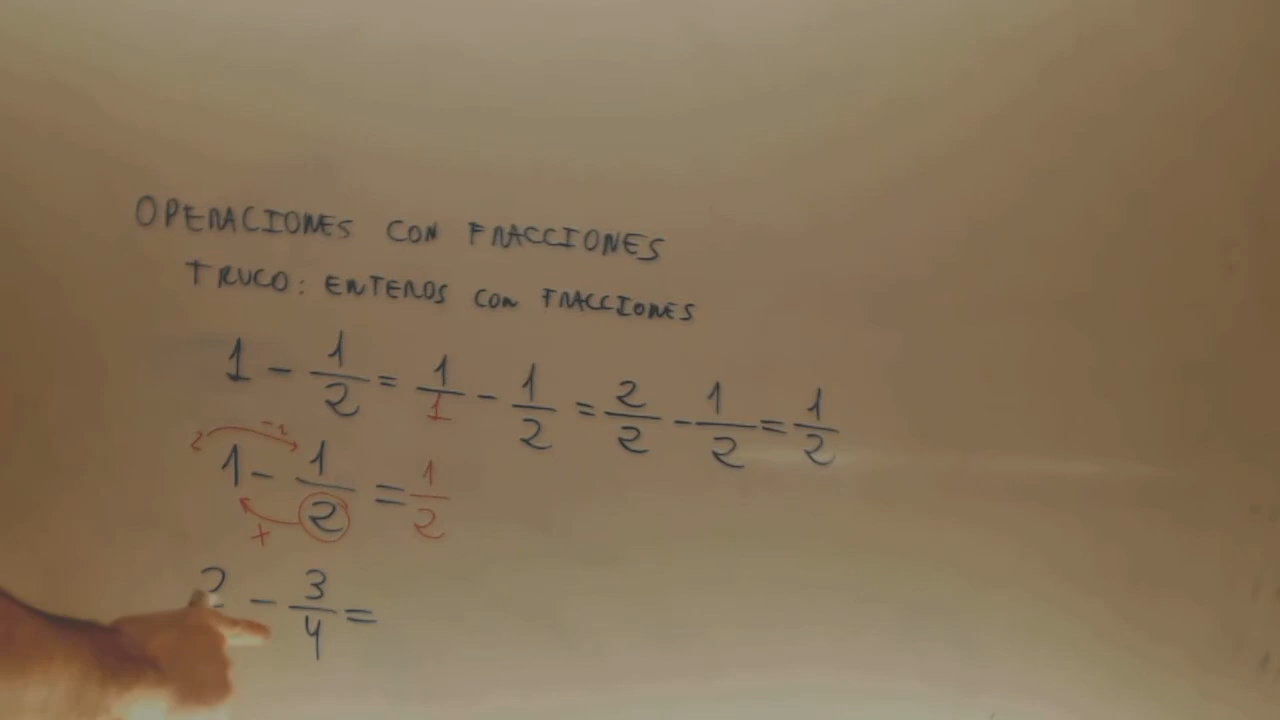 OPERACIONES CON FRACCIONES
TRUCO: ENTEROS CON FRACCIONES
1 - 1/2 = 1/1 - 1/2 = 2/2 - 1/2 = 1/2
2 -1
1 - 1/2 = 1/2
+
- 3/4 =